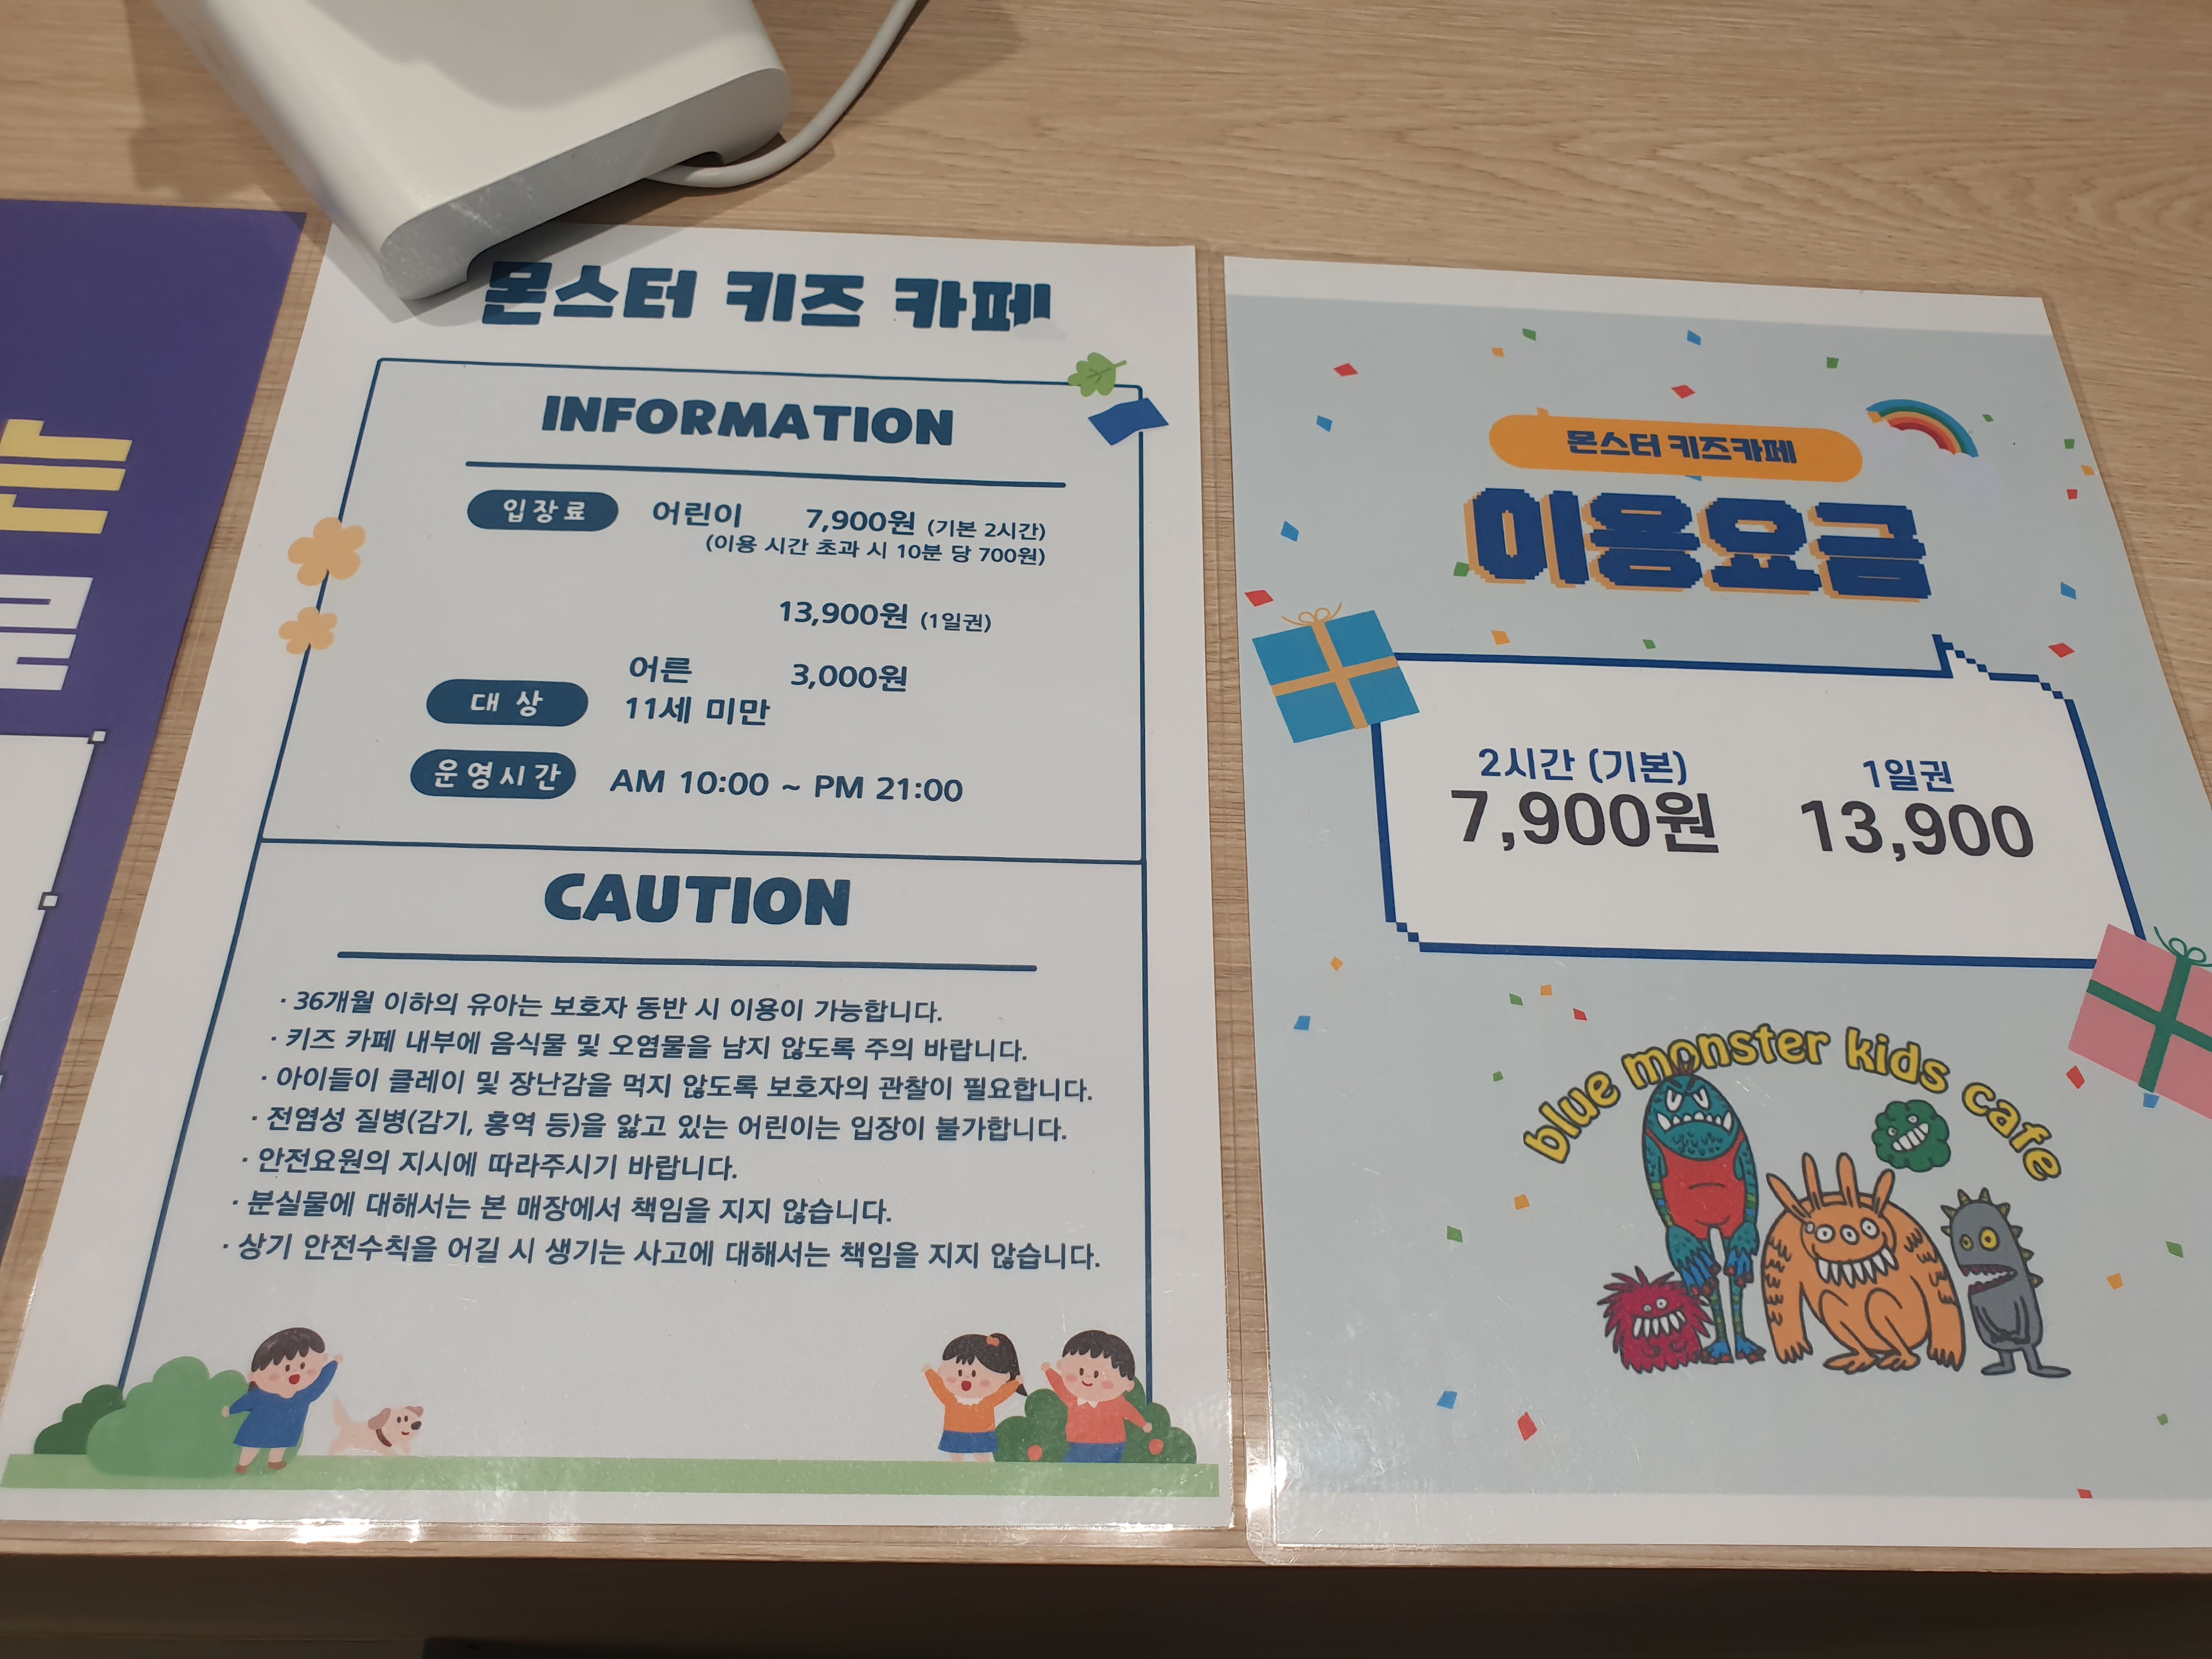 는
로
몬스터 키즈 카페
INFORMATION
입장료 어린이 7,900원 (기본 2시간)
(이용 시간 초과 시 10분 당 700원)
13,900원 (1일권)
어른 3,000원
대 상 11세 미만
운영시간 AM 10:00 ~ PM 21:00
CAUTION
· 36개월 이하의 유아는 보호자 동반 시 이용이 가능합니다.
· 키즈 카페 내부에 음식물 및 오염물을 남지 않도록 주의 바랍니다.
· 아이들이 클레이 및 장난감을 먹지 않도록 보호자의 관찰이 필요합니다.
· 전염성 질병(감기, 홍역 등)을 앓고 있는 어린이는 입장이 불가합니다.
· 안전요원의 지시에 따라주시기 바랍니다.
· 분실물에 대해서는 본 매장에서 책임을 지지 않습니다.
· 상기 안전수칙을 어길 시 생기는 사고에 대해서는 책임을 지지 않습니다.
몬스터 키즈카페
이용요금
2시간 (기본) 1일권
7,900원 13,900
blue monster kids cafe